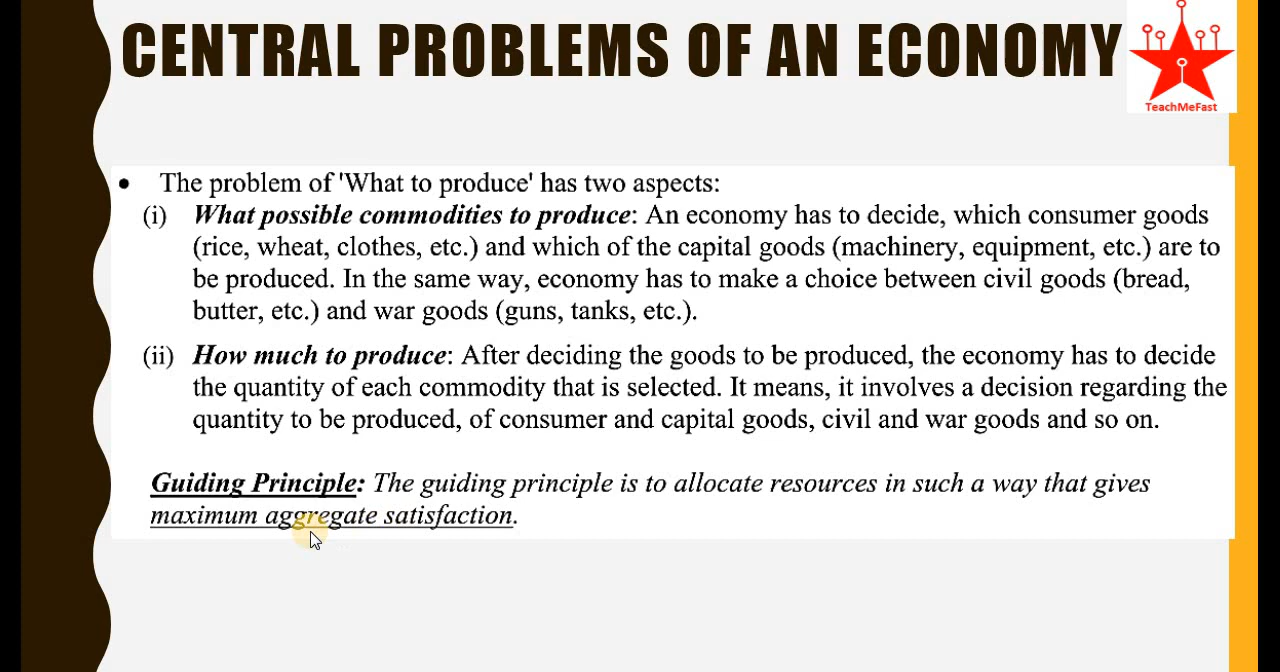 CENTRAL PROBLEMS OF AN ECONOMY
TeachMeFast
• The problem of 'What to produce' has two aspects:
(i) What possible commodities to produce: An economy has to decide, which consumer goods
(rice, wheat, clothes, etc.) and which of the capital goods (machinery, equipment, etc.) are to
be produced. In the same way, economy has to make a choice between civil goods (bread,
butter, etc.) and war goods (guns, tanks, etc.).
(ii) How much to produce: After deciding the goods to be produced, the economy has to decide
the quantity of each commodity that is selected. It means, it involves a decision regarding the
quantity to be produced, of consumer and capital goods, civil and war goods and so on.
Guiding Principle: The guiding principle is to allocate resources in such a way that gives
maximum aggregate satisfaction.